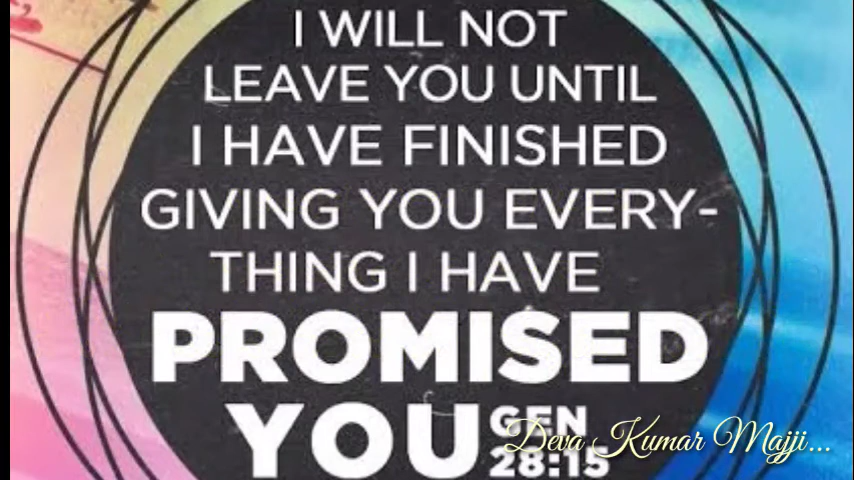 I WILL NOT
LEAVE YOU UNTIL
I HAVE FINISHED
GIVING YOU EVERY-
THING I HAVE
PROMISED
YOU GEN
28:15
Deva Kumar Majji...